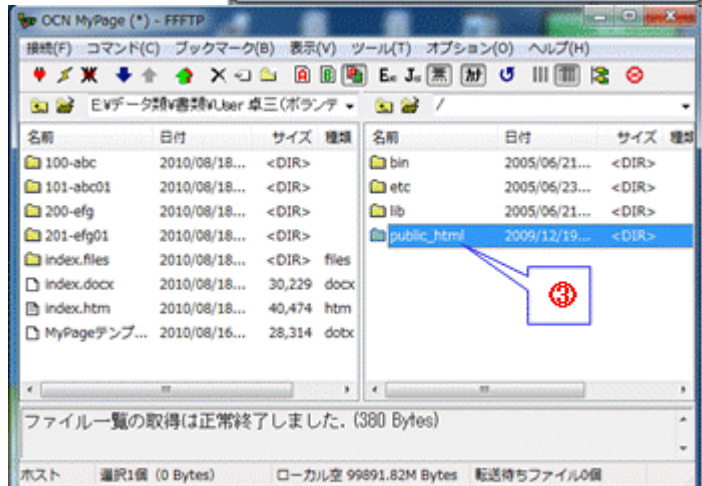 OCN MyPage (*) - FFFTP
接続(F) コマンド(C) ブックマーク(B) 表示(V) ツール(T) オプション(O) ヘルプ(H)
E:¥データ類¥書類¥User 卓三(ボランテ
/
名前 日付 サイズ 種類
100-abc 2010/08/18... <DIR>
101-abc01 2010/08/18... <DIR>
200-efg 2010/08/18... <DIR>
201-efg01 2010/08/18... <DIR>
index.files 2010/08/18... <DIR> files
index.docx 2010/08/18... 30,229 docx
index.htm 2010/08/18... 40,474 htm
MyPageテンプ... 2010/08/16... 28,314 dotx
名前 日付 サイズ 種類
bin 2005/06/21... <DIR>
etc 2005/06/23... <DIR>
lib 2005/06/21... <DIR>
public_html 2009/12/19... <DIR>
③
ファイル一覧の取得は正常終了しました. (380 Bytes)
ホスト 選択1個 (0 Bytes) ローカル空 99891.82M Bytes 転送待ちファイル0個